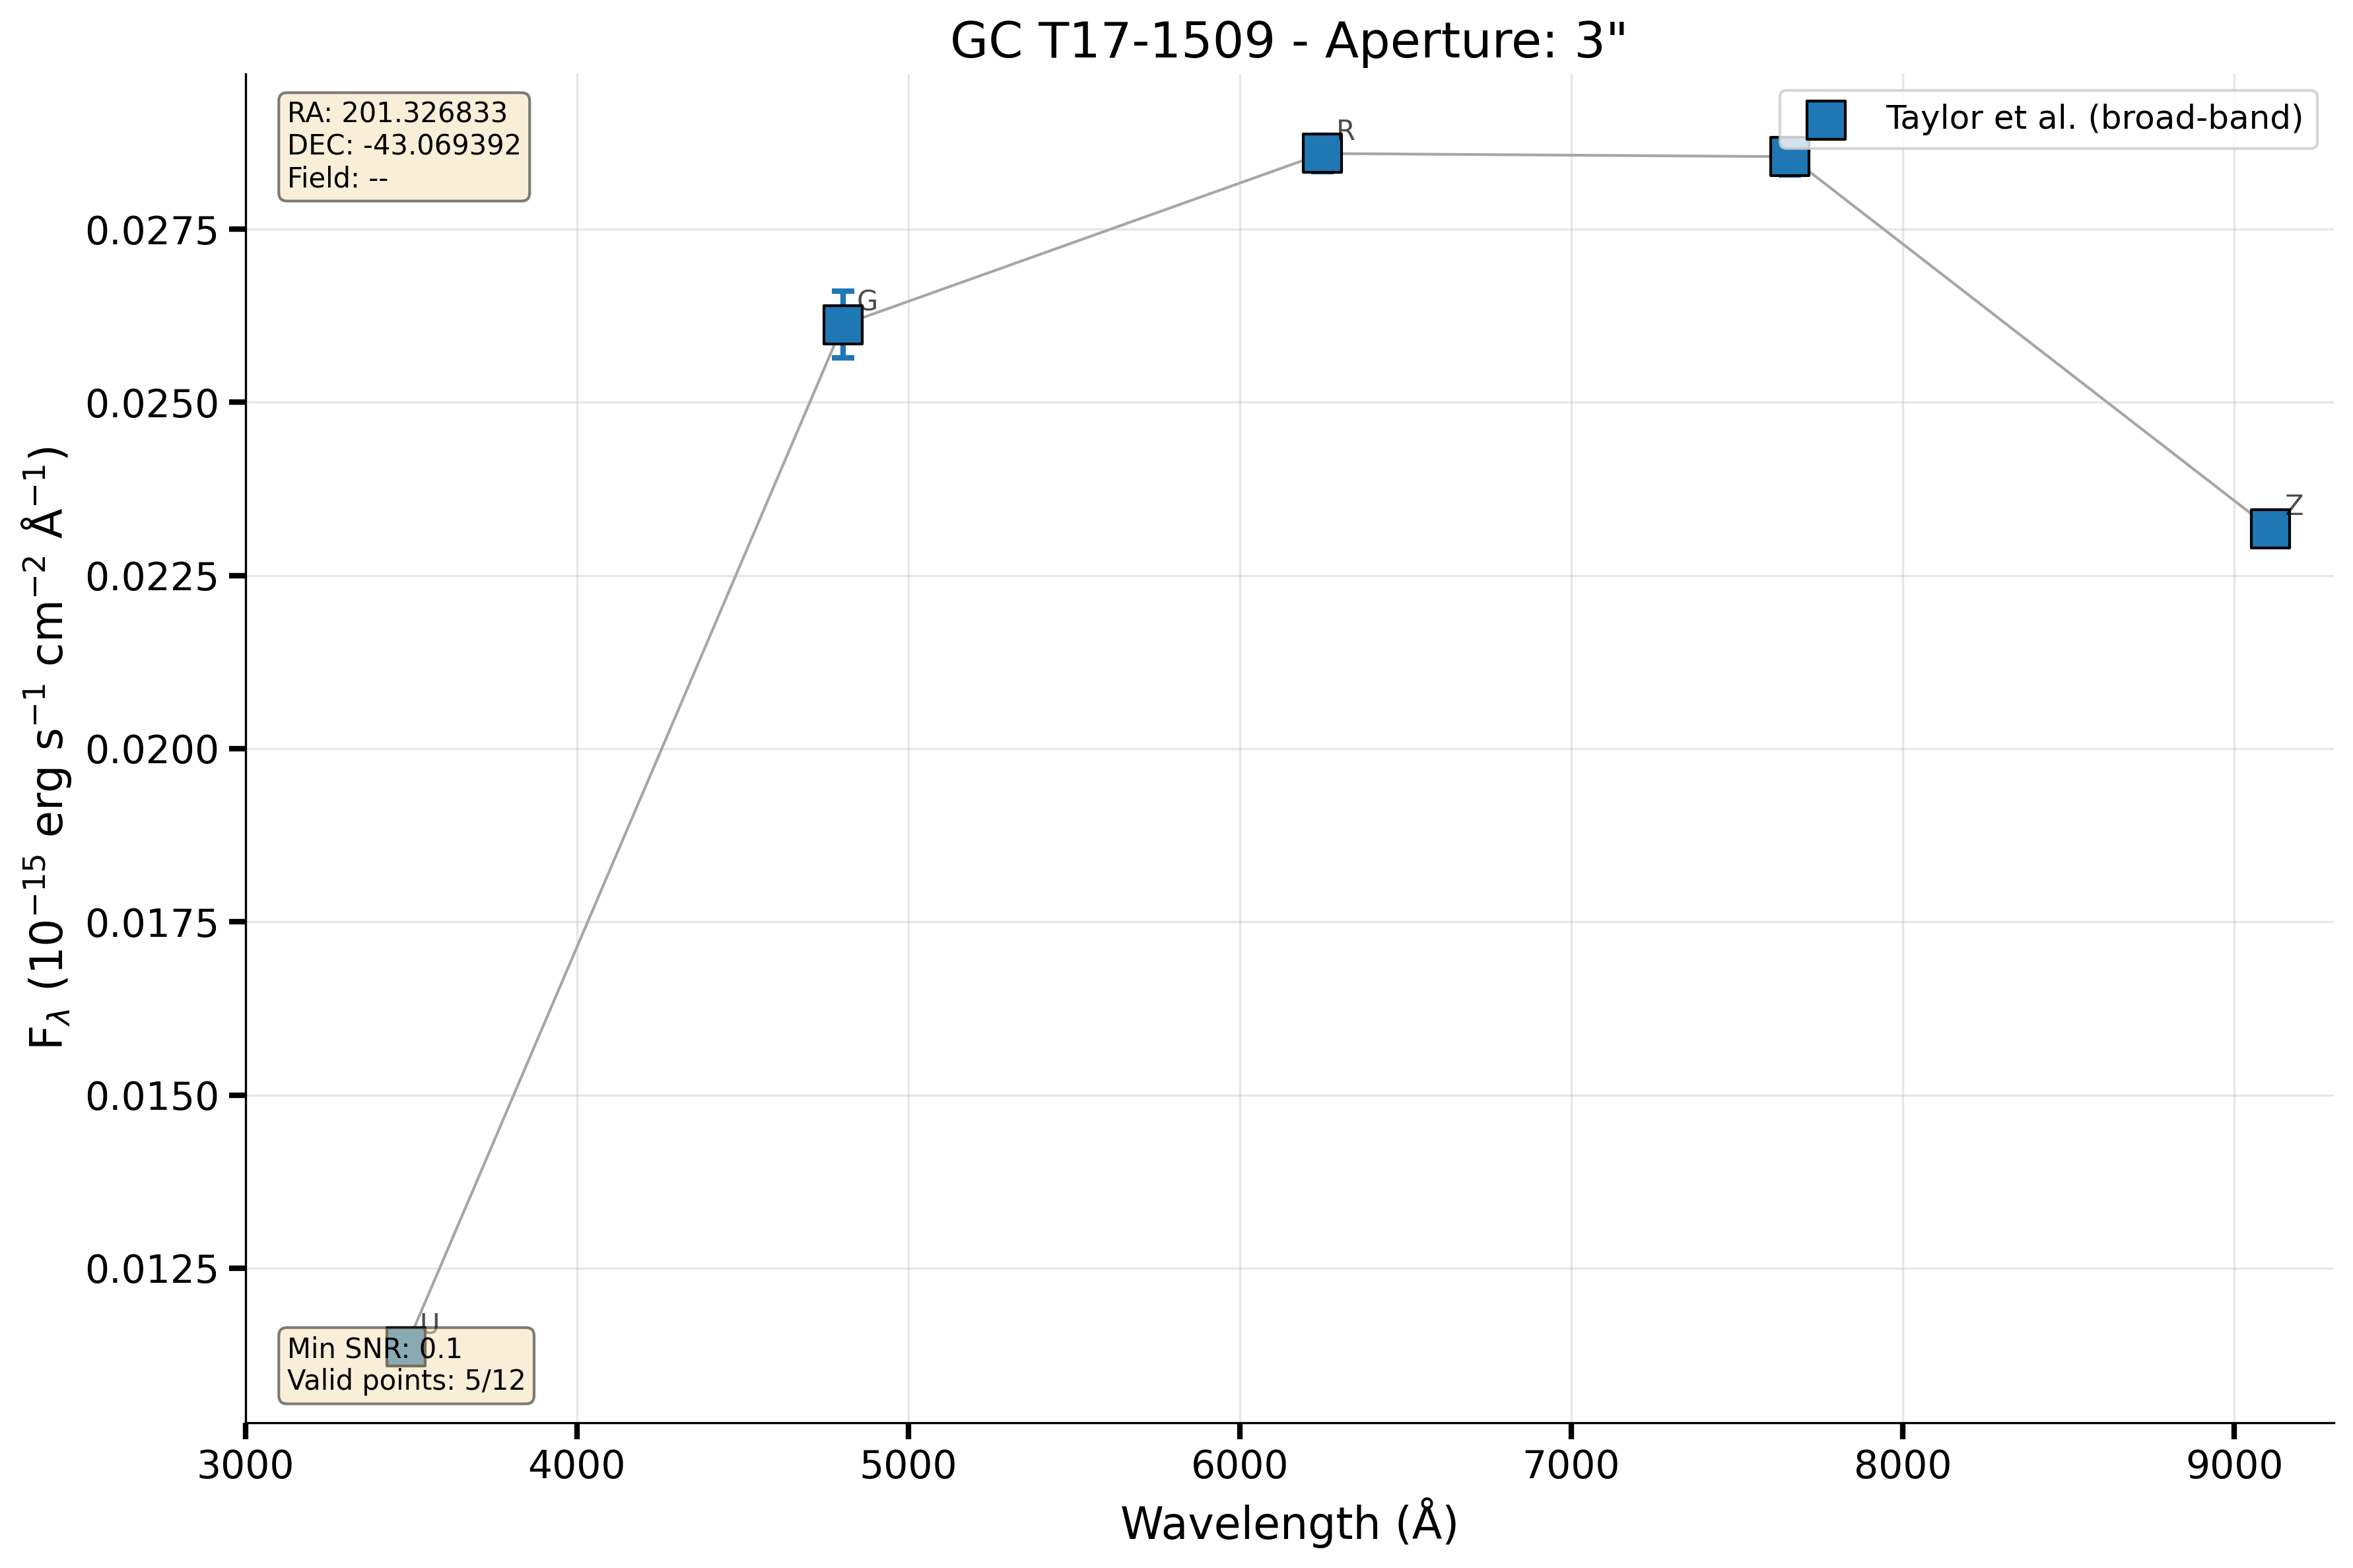 GC T17-1509 - Aperture: 3"
RA: 201.326833
DEC: -43.069392
Field: --
Taylor et al. (broad-band)
R
G
Z
U
Min SNR: 0.1
Valid points: 5/12
0.0275
0.0250
0.0225
0.0200
0.0175
0.0150
0.0125
F_λ (10⁻¹⁵ erg s⁻¹ cm⁻² Å⁻¹)
3000 4000 5000 6000 7000 8000 9000
Wavelength (Å)